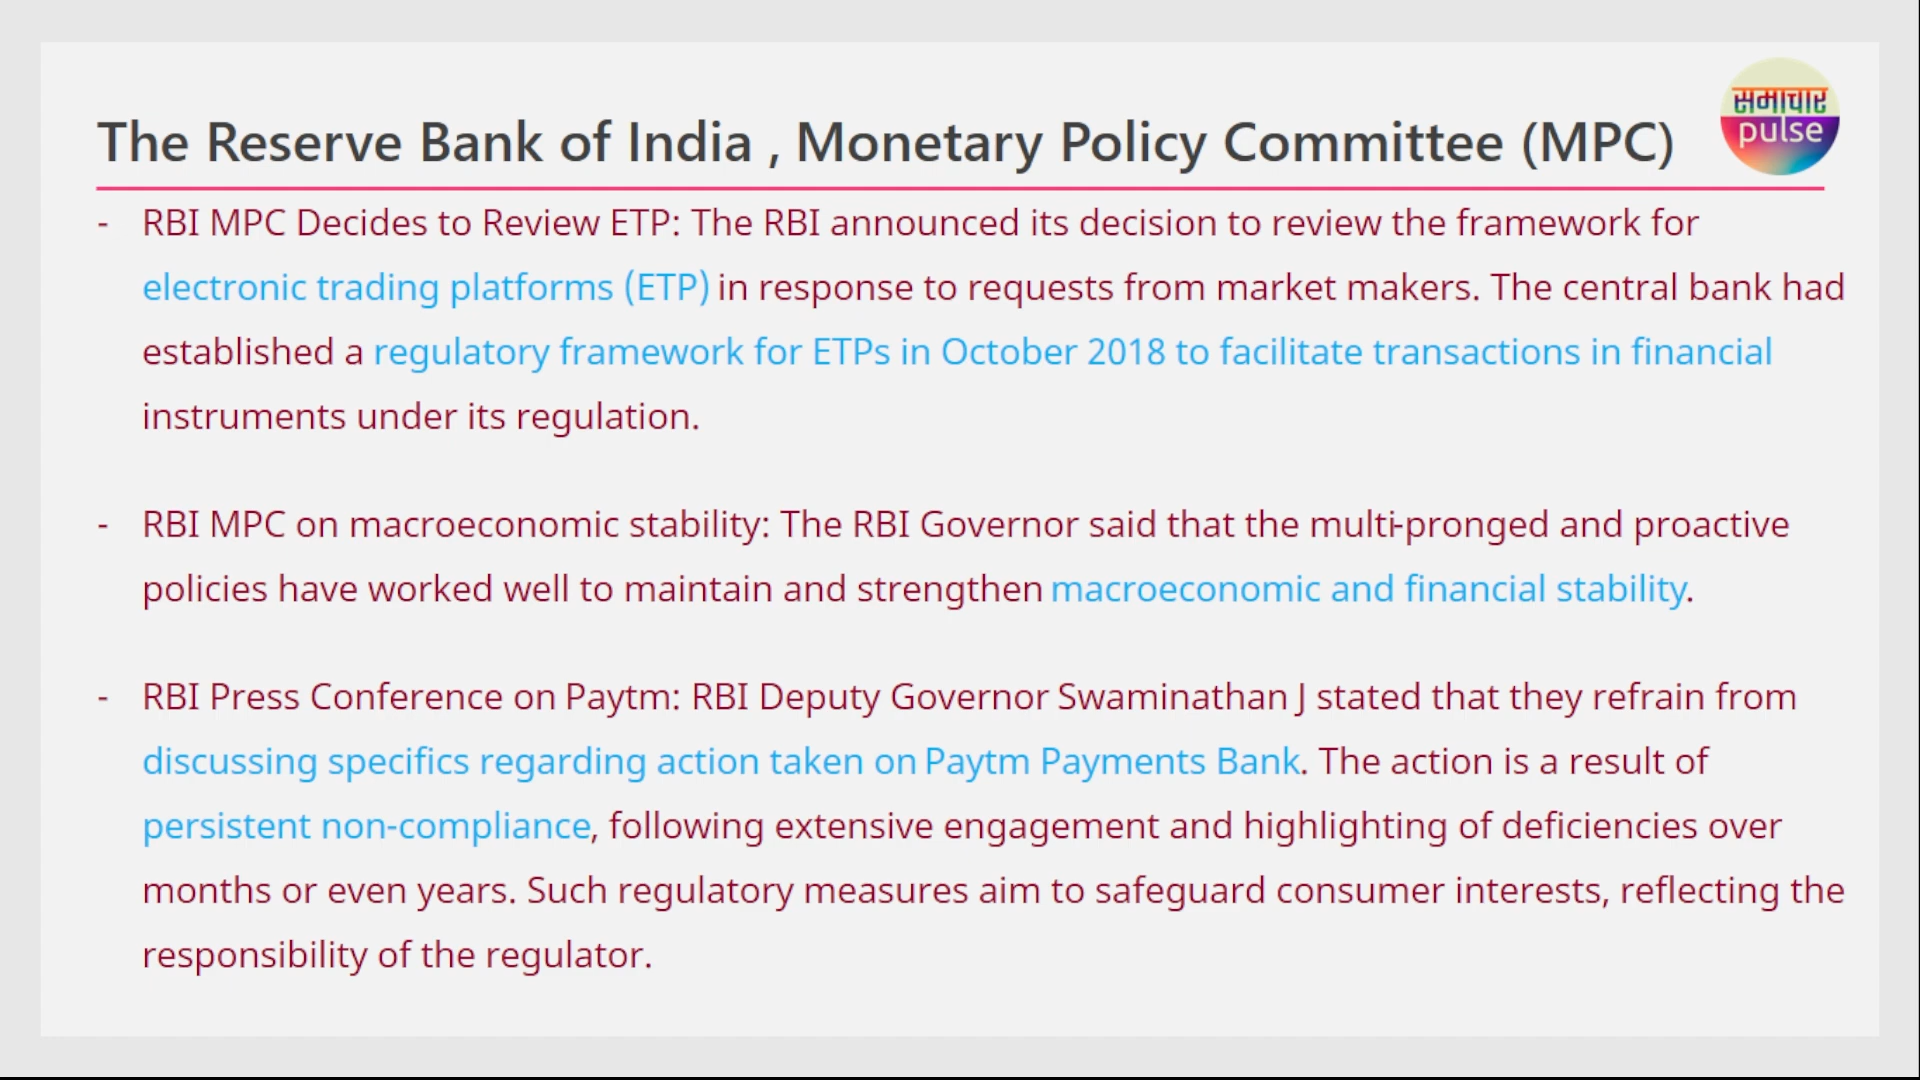 The Reserve Bank of India , Monetary Policy Committee (MPC)
समाचार
pulse
- RBI MPC Decides to Review ETP: The RBI announced its decision to review the framework for
electronic trading platforms (ETP) in response to requests from market makers. The central bank had
established a regulatory framework for ETPs in October 2018 to facilitate transactions in financial
instruments under its regulation.
- RBI MPC on macroeconomic stability: The RBI Governor said that the multi-pronged and proactive
policies have worked well to maintain and strengthen macroeconomic and financial stability.
- RBI Press Conference on Paytm: RBI Deputy Governor Swaminathan J stated that they refrain from
discussing specifics regarding action taken on Paytm Payments Bank. The action is a result of
persistent non-compliance, following extensive engagement and highlighting of deficiencies over
months or even years. Such regulatory measures aim to safeguard consumer interests, reflecting the
responsibility of the regulator.